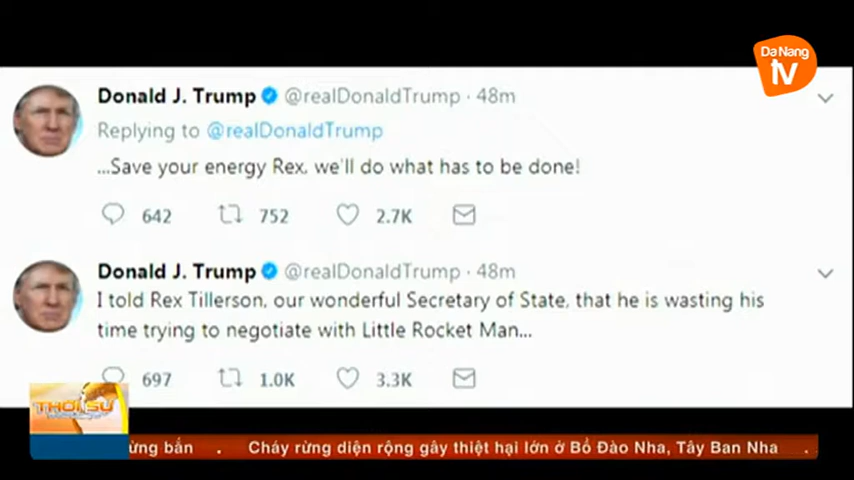 DaNang
tv
Donald J. Trump @realDonaldTrump · 48m
Replying to @realDonaldTrump
...Save your energy Rex, we'll do what has to be done!
642 752 2.7K
Donald J. Trump @realDonaldTrump · 48m
I told Rex Tillerson, our wonderful Secretary of State, that he is wasting his
time trying to negotiate with Little Rocket Man...
697 1.0K 3.3K
THỜI SỰ
ừng bắn . Cháy rừng diện rộng gây thiệt hại lớn ở Bồ Đào Nha, Tây Ban Nha .